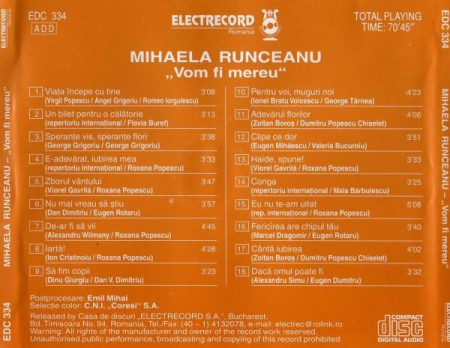 EDC 334
ADD
ELECTRECORD
Romania
TOTAL PLAYING
TIME: 70'45"
MIHAELA RUNCEANU
„Vom fi mereu“
1 Viata începe cu tine 3'08
(Virgil Popescu / Angel Grigoriu / Romeo Iorgulescu)
2 Un bilet pentru o călătorie 3'13
(repertoriu internațional / Flavia Buref)
3 Sperante vis, sperante flori 3'38
(George Grigoriu / George Grigoriu)
4 E-adevărat, iubirea mea 3'33
(repertoriu internațional / Roxana Popescu)
5 Zborul vântului 3'47
(Viorel Gavrilă / Roxana Popescu)
6 Nu mai vreau să știu 3'57
(Dan Dimitriu / Eugen Rotaru)
7 De-ar fi să vii 3'45
(Alexandru Wilmany / Roxana Popescu)
8 Iartă! 4'28
(Ion Cristinoiu / Roxana Popescu)
9 Să fim copii 3'23
(Dinu Giurgiu / Dan V. Dimitriu)
10 Pentru voi, muguri noi 4'23
(Ionel Bratu Voicescu / George Țărnea)
11 Adevărul florilor 4'06
(Zoltan Boroș / Dumitru Popescu Chiselet)
12 Clipe ce dor 3'51
(Eugen Mihăescu / Valeria Bucuroiu)
13 Haide, spune! 3'33
(Viorel Gavrilă / Roxana Popescu)
14 Conga 3'25
(repertoriu internațional / Mala Bărbulescu)
15 Eu nu te-am uitat 5'08
(rep. internațional / Roxana Popescu)
16 Fericirea are chipul tău 3'40
(Marcel Dragomir / Eugen Rotaru)
17 Cântă iubirea 4'02
(Zoltan Boroș / Dumitru Popescu Chiselet)
18 Dacă omul poate fi 3'32
(Alexandru Simu / Eugen Dumitru)
Postprocesare: Emil Mihai
Selectie color: C.N.I. „Coresi“ S.A.
Released by Casa de discuri „ELECTRECORD S.A.“, Bucharest,
Bd. Timișoara No. 94, Romania, Tel./Fax: (40 – 1) 4132078, e-mail: electrec@rolink.ro
Warning: All rights of the manufacturer and owner of the record work reserved.
Unauthorised public performance, broadcasting and copying of this record prohibited.
COMPACT
disc
DIGITAL AUDIO
EDC 334 MIHAELA RUNCEANU – „Vom fi mereu“
EDC 334
MIHAELA RUNCEANU – „Vom fi mereu“